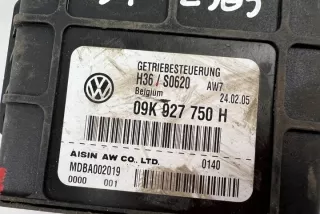 GETRIEBESTEUERUNG
H36 / S0620 AW7
Belgium 24.02.05
09K 927 750 H
AISIN AW CO., LTD. 0140
MDBA002019
0000 001